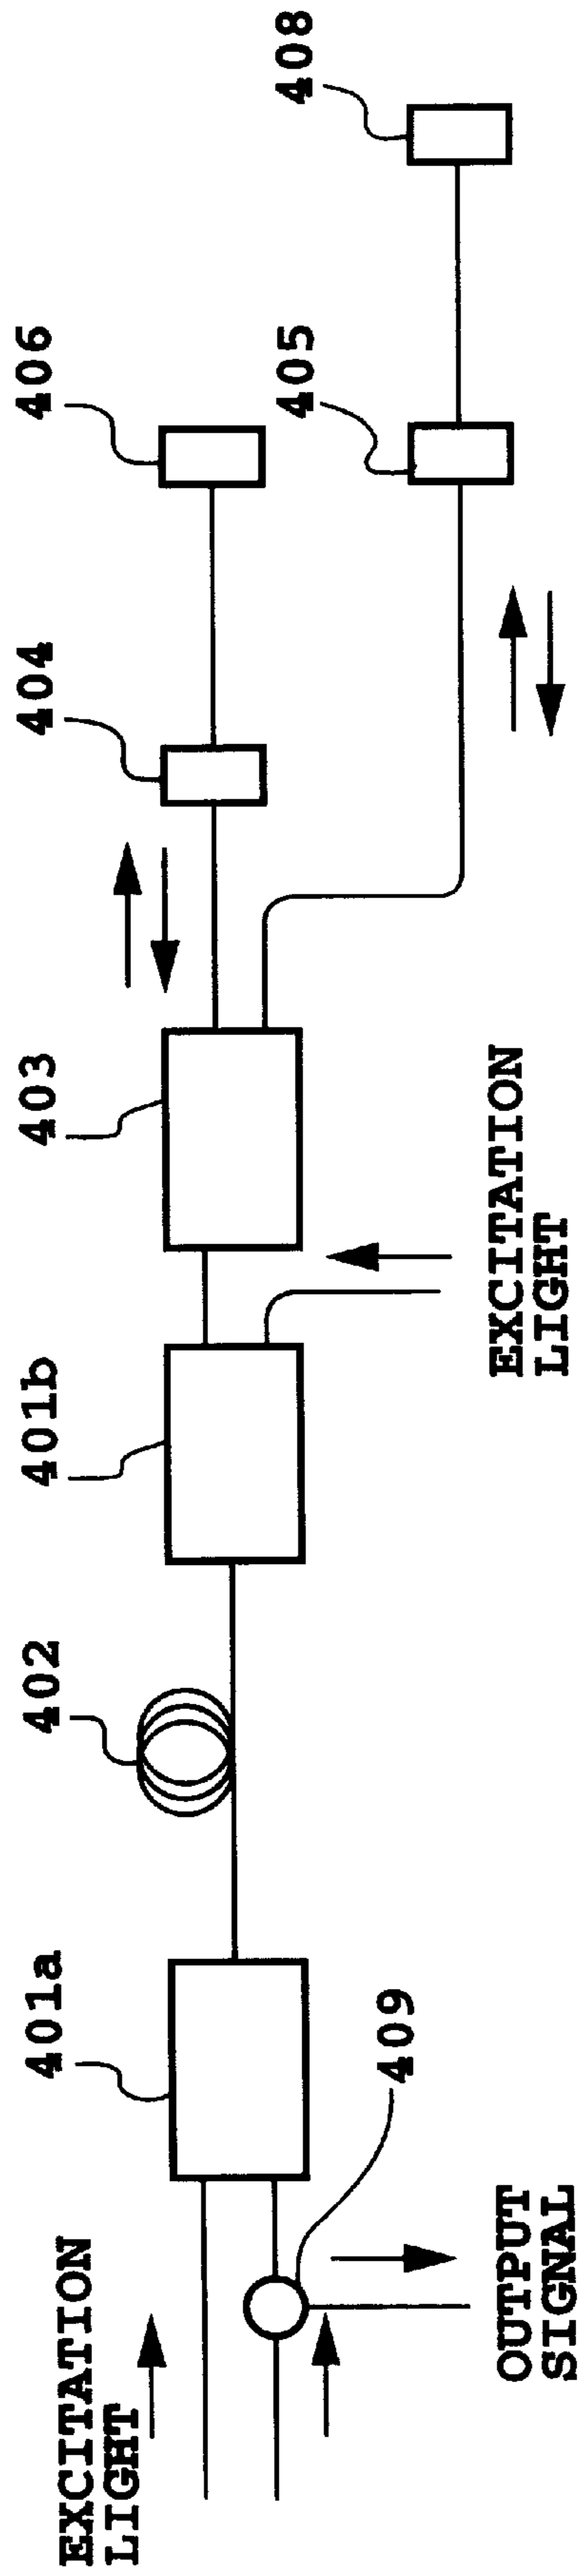 EXCITATION
LIGHT
401a
402
401b
403
404
406
405
408
409
OUTPUT
SIGNAL
EXCITATION
LIGHT